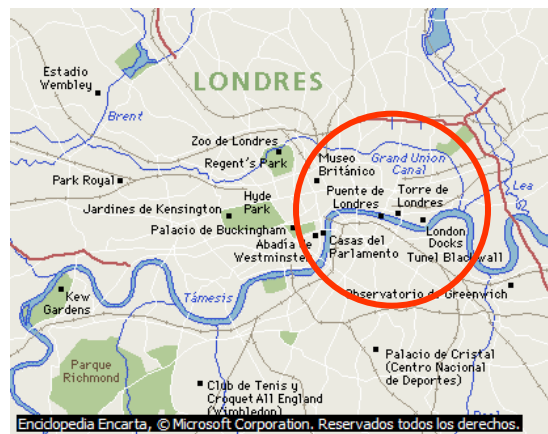 Estadio
Wembley
LONDRES
Brent
Zoo de Londres
Regent's Park
Museo
Británico
Grand Union
Canal
Lea
Park Royal
Hyde
Park
Puente de
Londres
Torre de
Londres
Jardines de Kensington
Palacio de Buckingham
Abadía de
Westminster
Casas del
Parlamento
London
Docks
Tunel Blackwall
Kew
Gardens
Támesis
Observatorio de Greenwich
Parque
Richmond
Palacio de Cristal
(Centro Nacional
de Deportes)
Club de Tenis y
Croquet All England
(Wimbledon)
Enciclopedia Encarta, © Microsoft Corporation. Reservados todos los derechos.